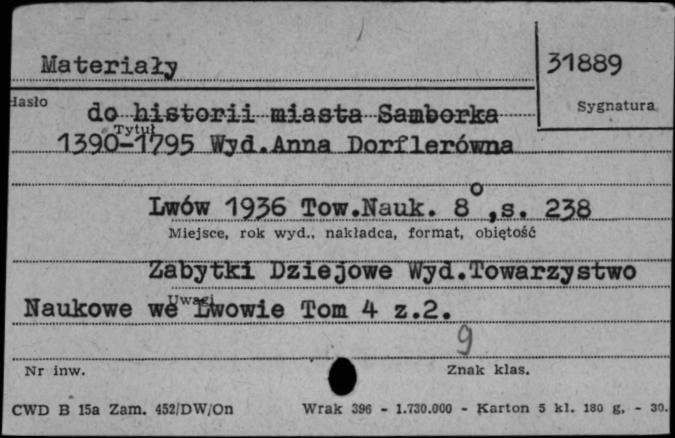 Materiały
31889
Hasło
Sygnatura
do historii miasta Samborka
Tytuł
1390-1795 Wyd.Anna Dorflerówna
Lwów 1936 Tow.Nauk. 8°,s. 238
Miejsce, rok wyd., nakładca, format, objętość
Zabytki Dziejowe Wyd.Towarzystwo
Uwagi
Naukowe we Lwowie Tom 4 z.2.
9
Nr inw.
Znak klas.
CWD B 15a Zam. 452/DW/On Wrak 396 - 1.730.000 - Karton 5 kl. 180 g, - 30.